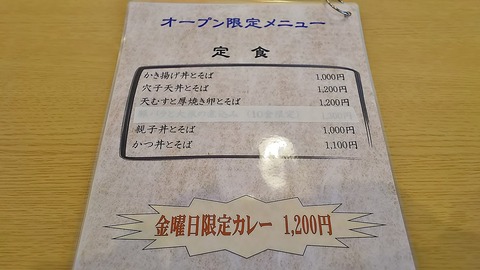 オープン限定メニュー
定 食
かき揚げ丼とそば 1,000円
穴子天丼とそば 1,200円
天むすと厚焼き卵とそば 1,200円
親子丼とそば 1,000円
かつ丼とそば 1,100円
金曜日限定カレー 1,200円